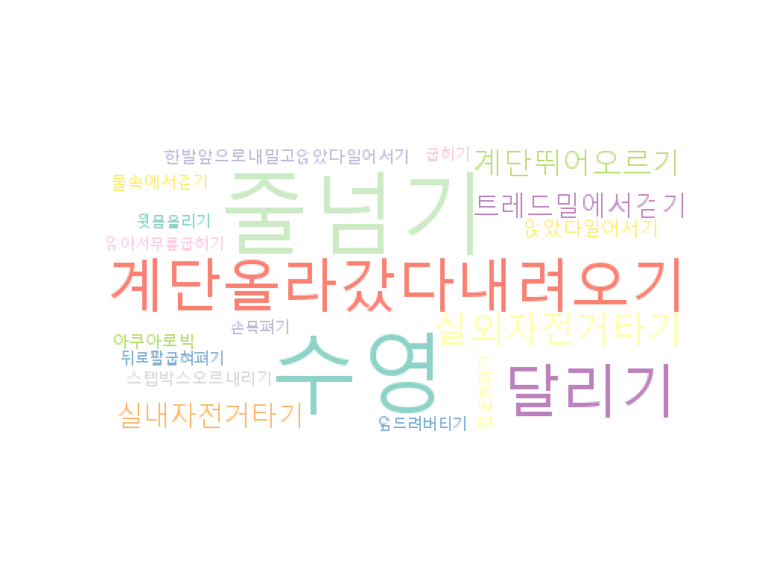 한발앞으로내밀고앉았다일어서기
굽히기
계단뛰어오르기
물속에서걷기
줄넘기
트레드밀에서걷기
윗몸올리기
앉았다일어서기
앉아서무릎굽히기
계단올라갔다내려오기
손목펴기
실외자전거타기
아쿠아로빅
수영
뒤로팔굽혀펴기
스텝박스오르내리기
달리기
실내자전거타기
엎드려버티기